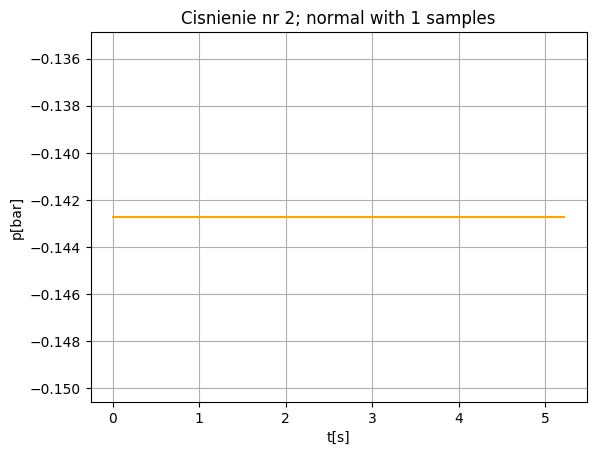 Cisnienie nr 2; normal with 1 samples
p[bar]
−0.136
−0.138
−0.140
−0.142
−0.144
−0.146
−0.148
−0.150
0 1 2 3 4 5
t[s]